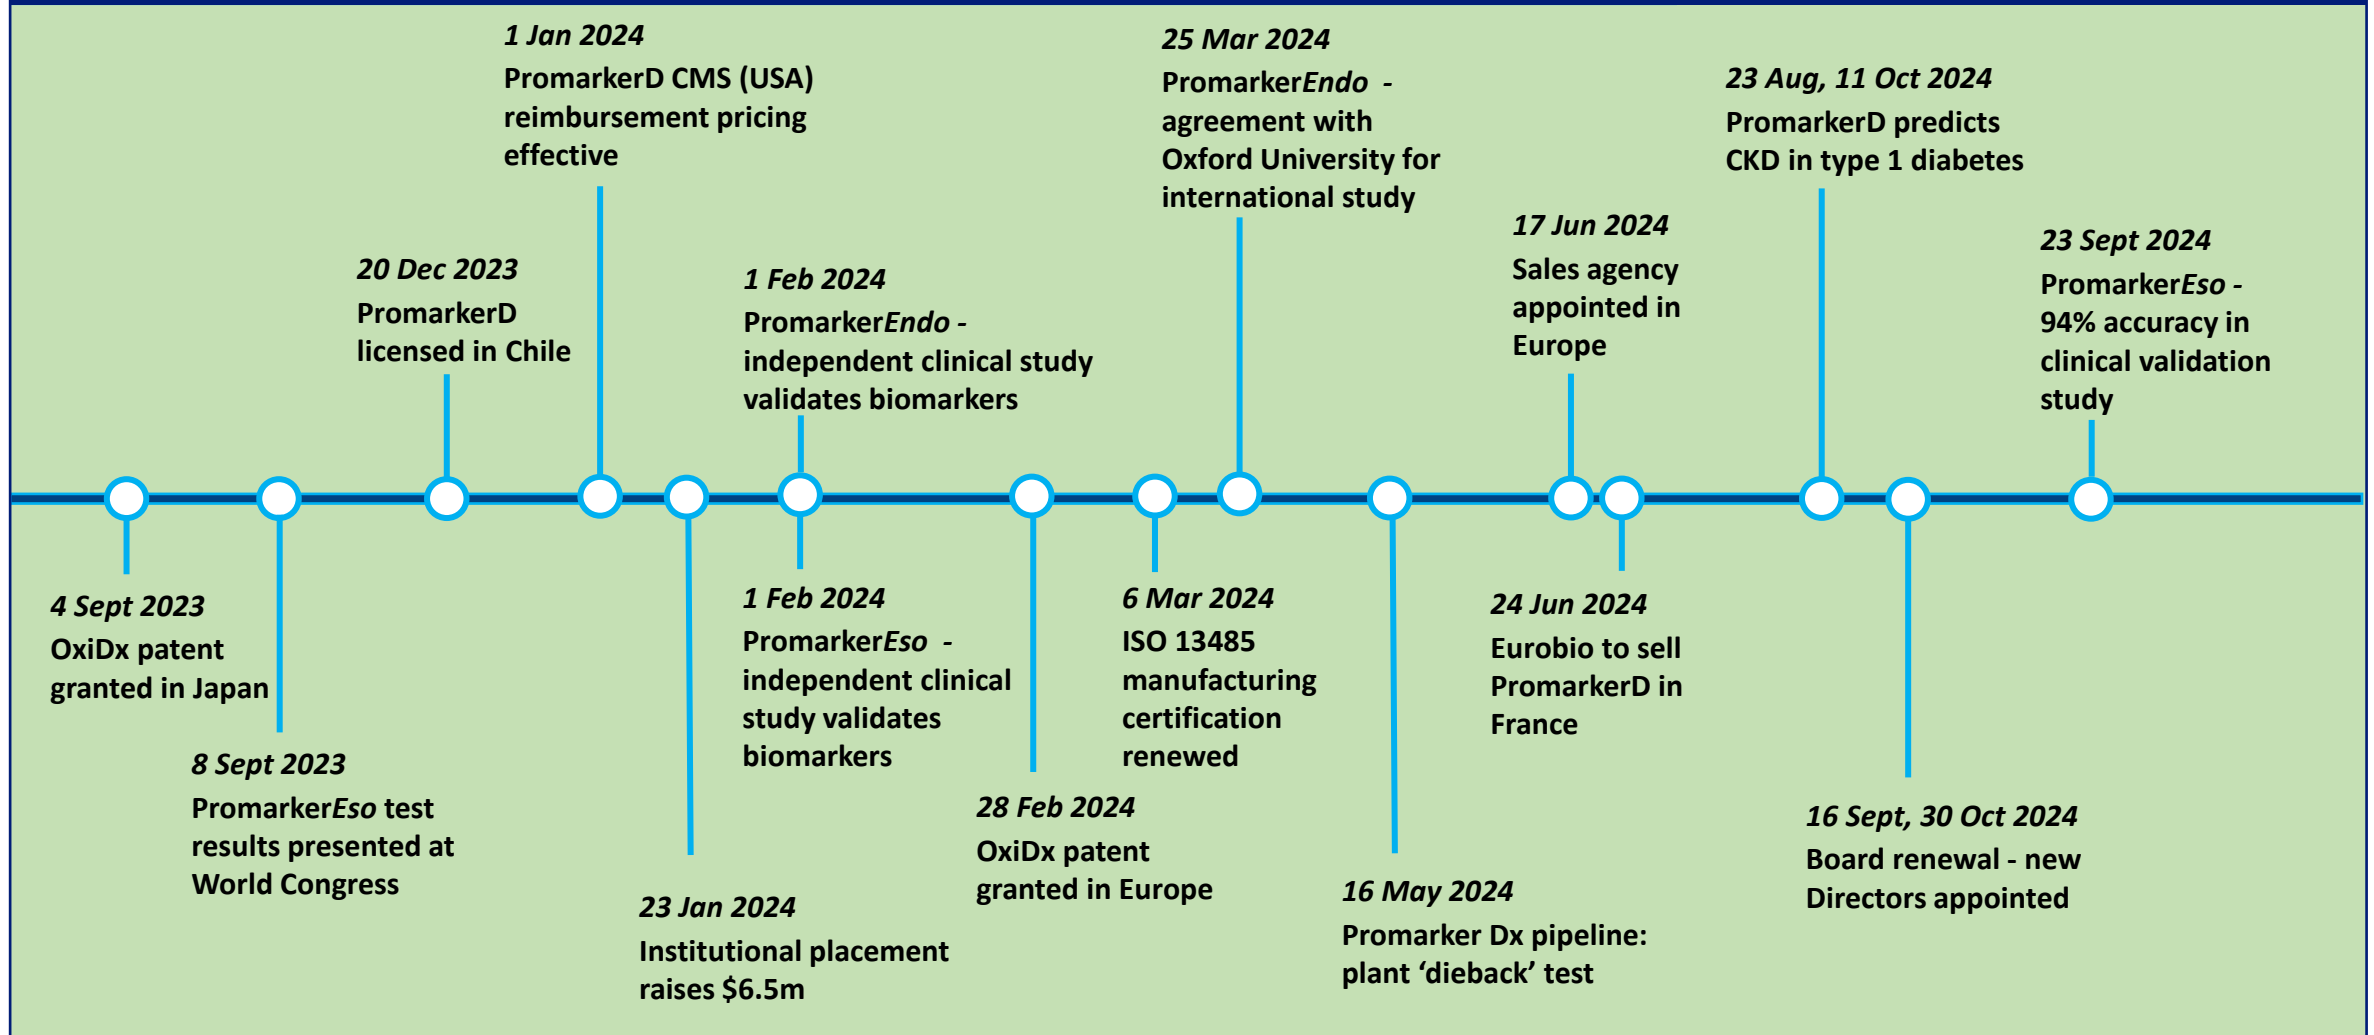 1 Jan 2024
PromarkerD CMS (USA)
reimbursement pricing
effective
25 Mar 2024
PromarkerEndo -
agreement with
Oxford University for
international study
23 Aug, 11 Oct 2024
PromarkerD predicts
CKD in type 1 diabetes
17 Jun 2024
Sales agency
appointed in
Europe
23 Sept 2024
PromarkerEso -
94% accuracy in
clinical validation
study
20 Dec 2023
PromarkerD
licensed in Chile
1 Feb 2024
PromarkerEndo -
independent clinical study
validates biomarkers
4 Sept 2023
OxiDx patent
granted in Japan
1 Feb 2024
PromarkerEso -
independent clinical
study validates
biomarkers
6 Mar 2024
ISO 13485
manufacturing
certification
renewed
24 Jun 2024
Eurobio to sell
PromarkerD in
France
8 Sept 2023
PromarkerEso test
results presented at
World Congress
28 Feb 2024
OxiDx patent
granted in Europe
16 Sept, 30 Oct 2024
Board renewal - new
Directors appointed
23 Jan 2024
Institutional placement
raises $6.5m
16 May 2024
Promarker Dx pipeline:
plant ‘dieback’ test